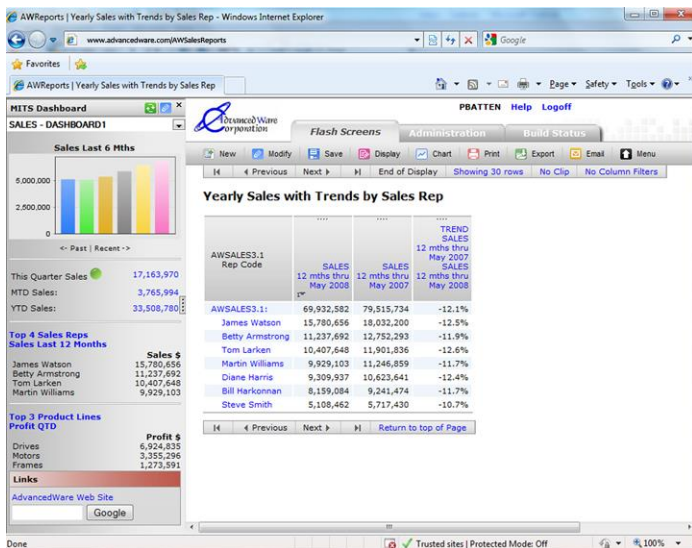 AWReports | Yearly Sales with Trends by Sales Rep - Windows Internet Explorer
www.advancedware.com/AWSalesReports
Google
Favorites
AWReports | Yearly Sales with Trends by Sales Rep
Page Safety Tools
MITS Dashboard
SALES - DASHBOARD1
Sales Last 6 Mths
5,000,000
2,500,000
0
<- Past | Recent ->
This Quarter Sales 17,163,970
MTD Sales: 3,765,994
YTD Sales: 33,508,780
Top 4 Sales Reps
Sales Last 12 Months
Sales $
James Watson 15,780,656
Betty Armstrong 11,237,692
Tom Larken 10,407,648
Martin Williams 9,929,103
Top 3 Product Lines
Profit QTD
Profit $
Drives 6,924,835
Motors 3,355,296
Frames 1,273,591
Links
AdvancedWare Web Site
Google
Advanced Ware
Corporation
PBATTEN Help Logoff
Flash Screens Administration Build Status
New Modify Save Display Chart Print Export Email Menu
Previous Next End of Display Showing 30 rows No Clip No Column Filters
Yearly Sales with Trends by Sales Rep
AWSALES3.1
Rep Code
SALES
12 mths thru
May 2008
SALES
12 mths thru
May 2007
TREND
SALES
12 mths thru
May 2007
SALES
12 mths thru
May 2008
AWSALES3.1: 69,932,582 79,515,734 -12.1%
James Watson 15,780,656 18,032,200 -12.5%
Betty Armstrong 11,237,692 12,752,293 -11.9%
Tom Larken 10,407,648 11,901,836 -12.6%
Martin Williams 9,929,103 11,246,859 -11.7%
Diane Harris 9,309,937 10,623,641 -12.4%
Bill Harkonnan 8,159,084 9,241,474 -11.7%
Steve Smith 5,108,462 5,717,430 -10.7%
Previous Next Return to top of Page
Done
Trusted sites | Protected Mode: Off
100%